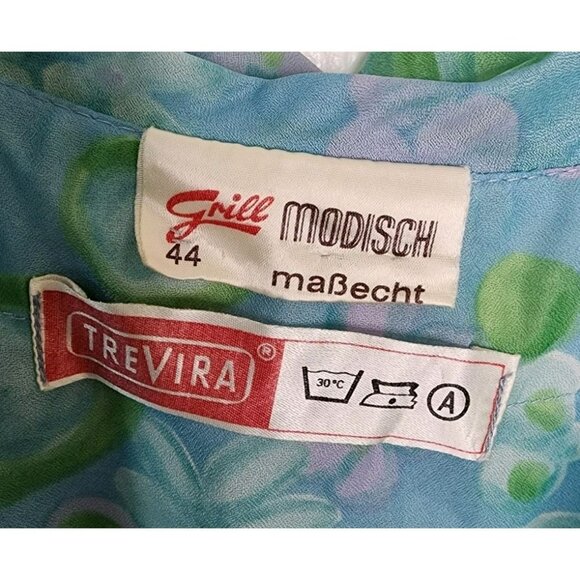 Grill MODISCH
44 maßecht
TREVIRA ®
30°C A